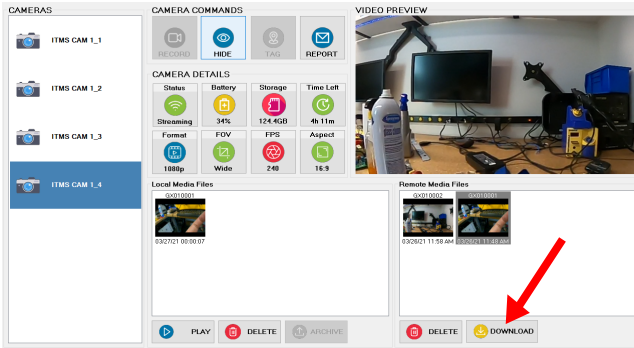 CAMERAS
ITMS CAM 1_1
ITMS CAM 1_2
ITMS CAM 1_3
ITMS CAM 1_4
CAMERA COMMANDS
RECORD
HIDE
TAG
REPORT
CAMERA DETAILS
Status
Battery
Storage
Time Left
Streaming
34%
124.4GB
4h 11m
Format
FOV
FPS
Aspect
1080p
Wide
240
16:9
VIDEO PREVIEW
Local Media Files
GX010001
03/27/21 00:00:07
PLAY
DELETE
ARCHIVE
Remote Media Files
GX010002
GX010001
03/26/21 11:58 AM
03/26/21 11:48 AM
DELETE
DOWNLOAD